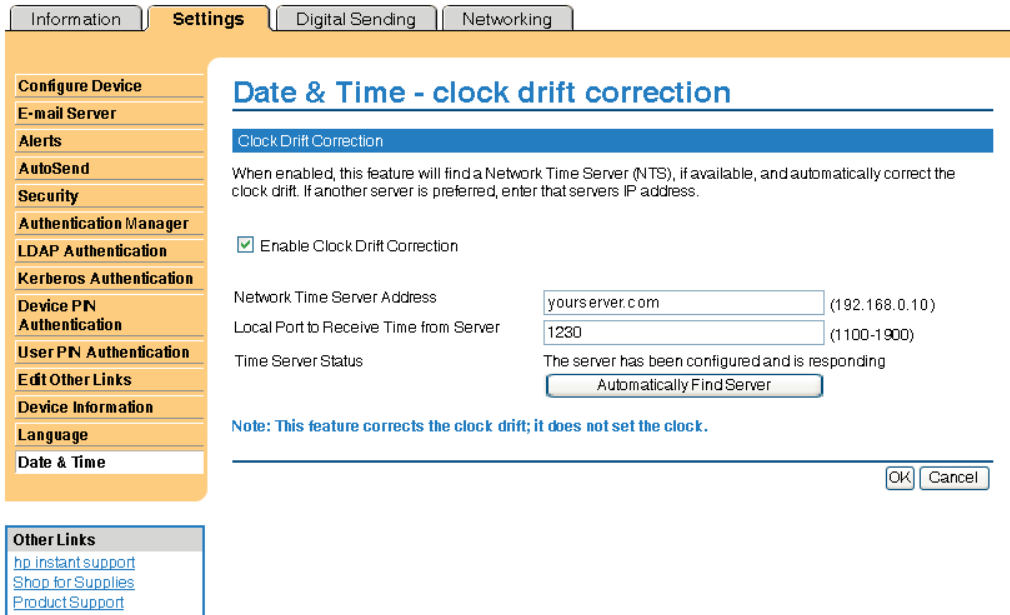 Information Settings Digital Sending Networking
Configure Device
E-mail Server
Alerts
AutoSend
Security
Authentication Manager
LDAP Authentication
Kerberos Authentication
Device PIN
Authentication
User PIN Authentication
Edit Other Links
Device Information
Language
Date & Time
Other Links
hp instant support
Shop for Supplies
Product Support
Date & Time - clock drift correction
Clock Drift Correction
When enabled, this feature will find a Network Time Server (NTS), if available, and automatically correct the
clock drift. If another server is preferred, enter that servers IP address.
Enable Clock Drift Correction
Network Time Server Address yourserver.com (192.168.0.10)
Local Port to Receive Time from Server 1230 (1100-1900)
Time Server Status The server has been configured and is responding
Automatically Find Server
Note: This feature corrects the clock drift; it does not set the clock.
OK Cancel